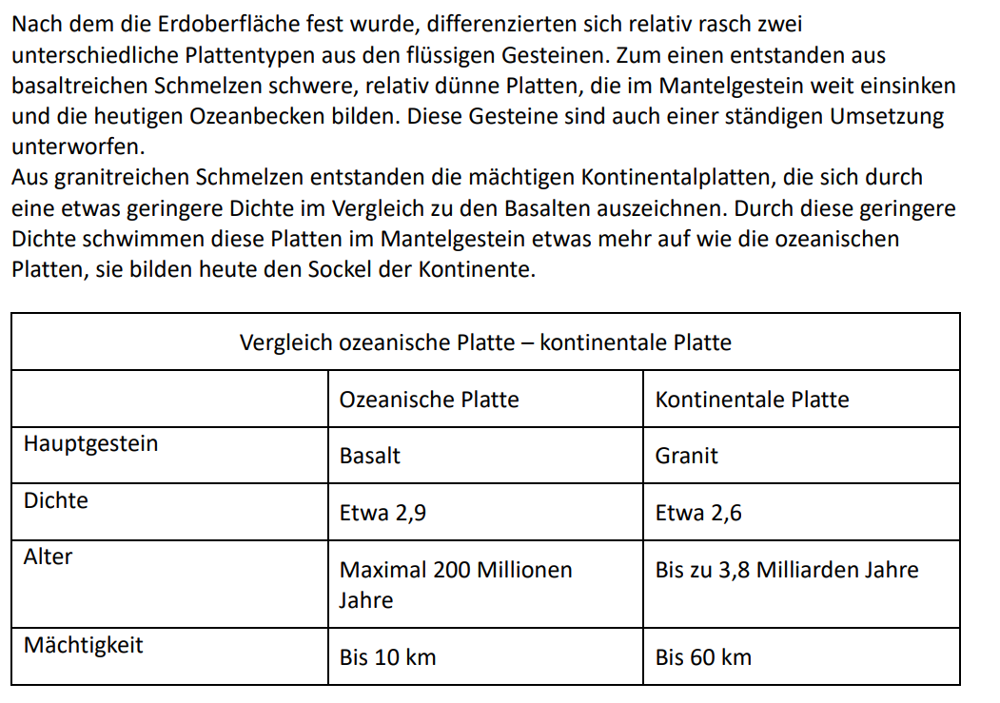 Nach dem die Erdoberfläche fest wurde, differenzierten sich relativ rasch zwei
unterschiedliche Plattentypen aus den flüssigen Gesteinen. Zum einen entstanden aus
basaltreichen Schmelzen schwere, relativ dünne Platten, die im Mantelgestein weit einsinken
und die heutigen Ozeanbecken bilden. Diese Gesteine sind auch einer ständigen Umsetzung
unterworfen.
Aus granitreichen Schmelzen entstanden die mächtigen Kontinentalplatten, die sich durch
eine etwas geringere Dichte im Vergleich zu den Basalten auszeichnen. Durch diese geringere
Dichte schwimmen diese Platten im Mantelgestein etwas mehr auf wie die ozeanischen
Platten, sie bilden heute den Sockel der Kontinente.
Vergleich ozeanische Platte – kontinentale Platte
Ozeanische Platte Kontinentale Platte
Hauptgestein Basalt Granit
Dichte Etwa 2,9 Etwa 2,6
Alter Maximal 200 Millionen Bis zu 3,8 Milliarden Jahre
Jahre
Mächtigkeit Bis 10 km Bis 60 km